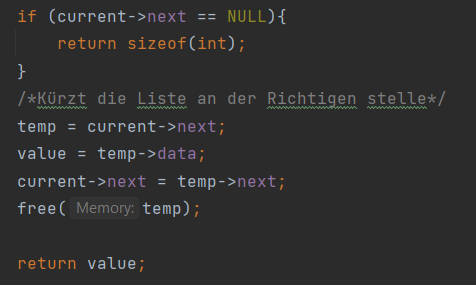 if (current->next == NULL){
    return sizeof(int);
}
/*Kürzt die Liste an der Richtigen stelle*/
temp = current->next;
value = temp->data;
current->next = temp->next;
free( Memory: temp);

return value;